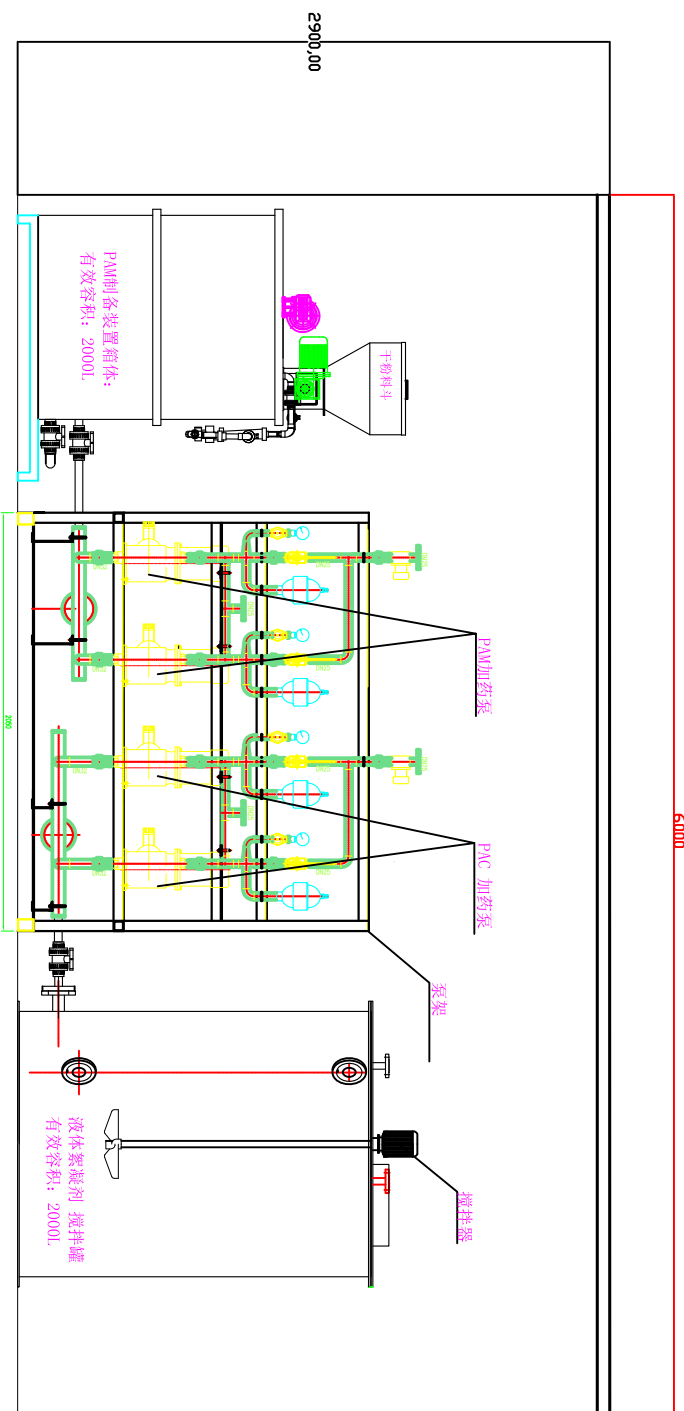 2900,00
6000
干粉料斗
PAM制备装置箱体:
有效容积: 2000L
PAM加药泵
PAC 加药泵
泵架
2050
搅拌器
液体絮凝剂 搅拌罐
有效容积: 2000L